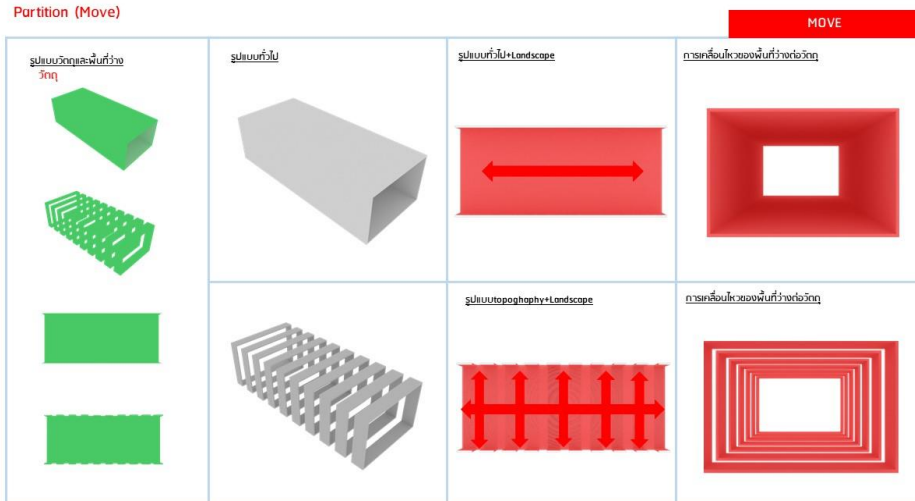 Partition (Move)
MOVE
รูปแบบวัตถุและพื้นที่ว่าง
วัตถุ
รูปแบบทั่วไป
รูปแบบทั่วไป+Landscape
การเคลื่อนไหวของพื้นที่ว่างต่อวัตถุ
รูปแบบtopoghaphy+Landscape
การเคลื่อนไหวของพื้นที่ว่างต่อวัตถุ